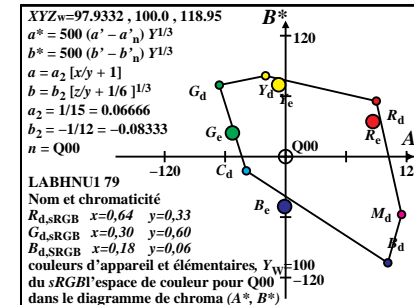 XYZw=97.9332 , 100.0 , 118.95
a* = 500 (a' - a'n) Y1/3
b* = 500 (b' - b'n) Y1/3
a = a2 [x/y + 1]
b = b2 [z/y + 1/6 ]1/3
a2 = 1/15 = 0.06666
b2 = −1/12 = −0.08333
n = Q00
B*
120
Gd
Yd
Ye
Rd
Re
Ge
Q00
A
−120
12
Cd
Be
Md
Bd
−120
LABHNU1 79
Nom et chromaticité
Rd,sRGB x=0,64 y=0,33
Gd,sRGB x=0,30 y=0,60
Bd,SRGB x=0,18 y=0,06
couleurs d'appareil et élémentaires, YW=100
du sRGBl'espace de couleur pour Q00
dans le diagramme de chroma (A*, B*)